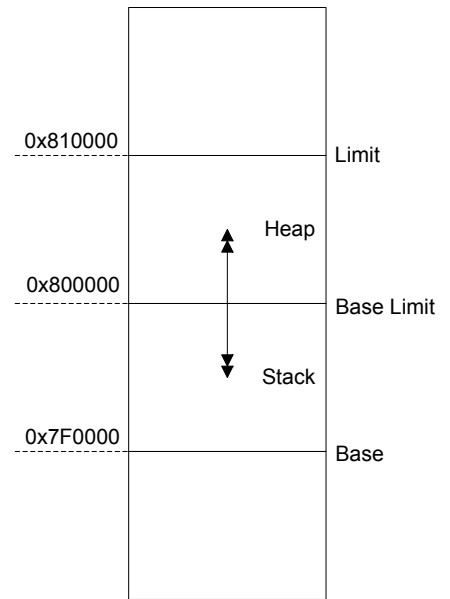 0x810000
Limit
Heap
0x800000
Base Limit
Stack
0x7F0000
Base